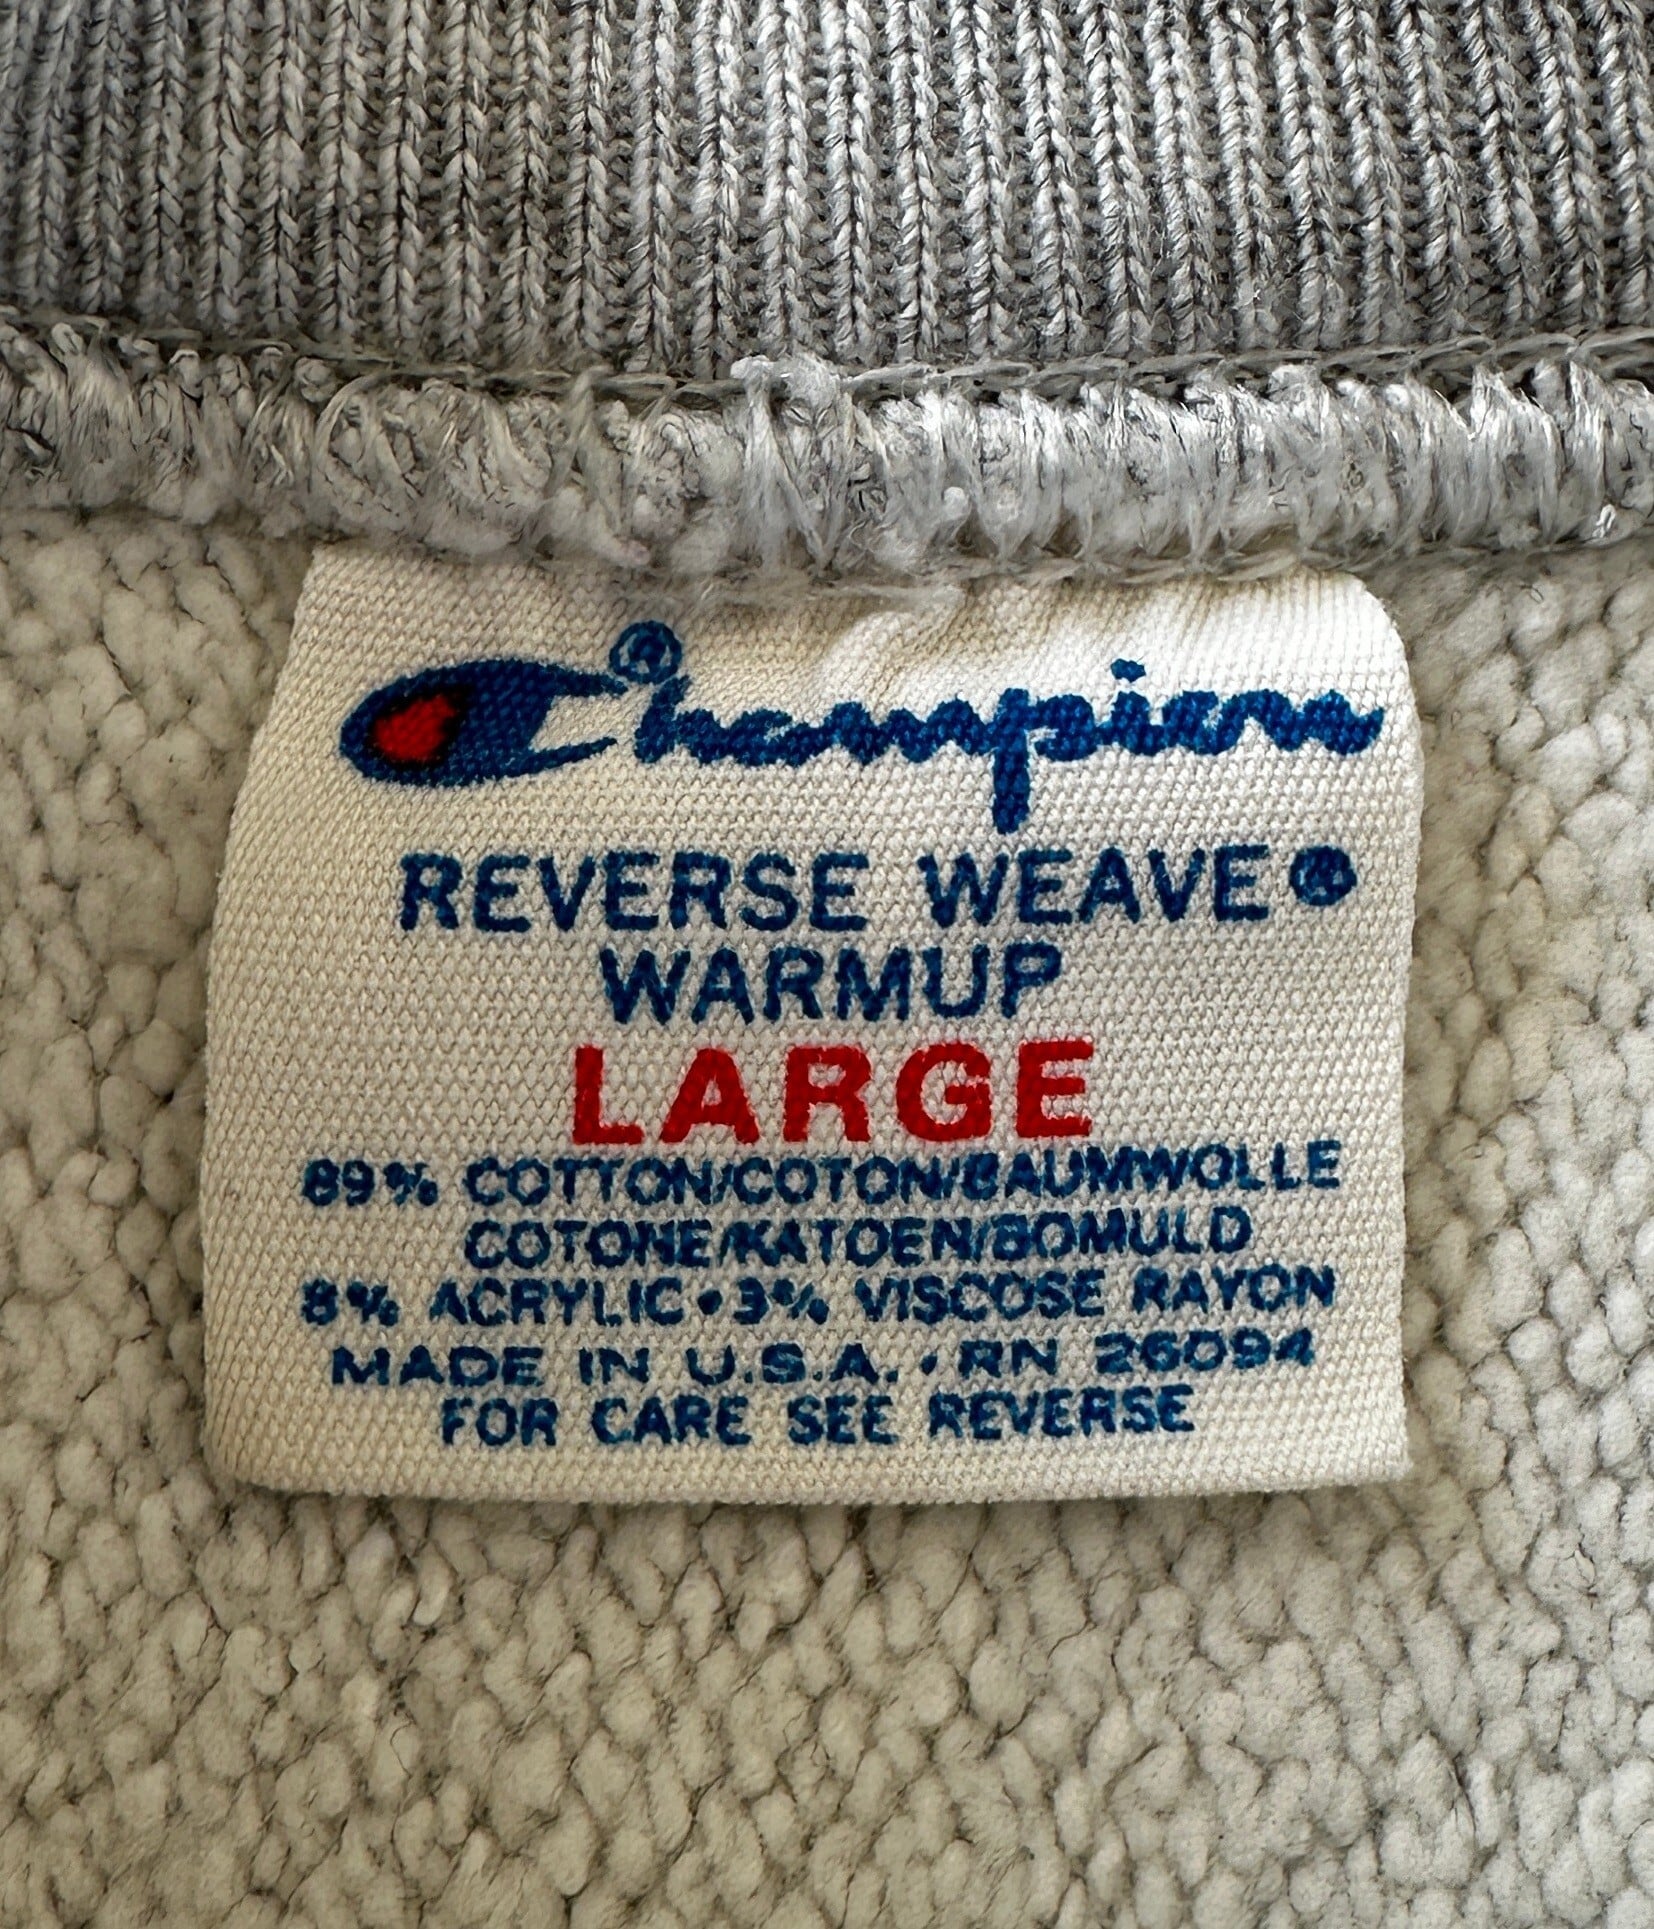 Champion®
REVERSE WEAVE®
WARMUP
LARGE
89% COTTON/COTON/BAUMWOLLE
COTONE/KATOEN/BOMULD
8% ACRYLIC • 3% VISCOSE RAYON
MADE IN U.S.A. • RN 26094
FOR CARE SEE REVERSE